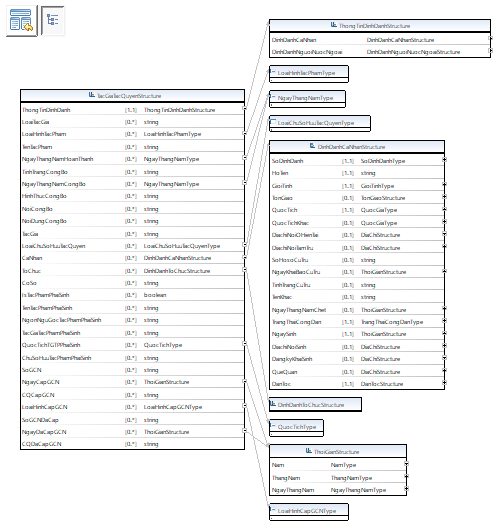 TacGiaTacQuyenStructure
ThongTinDinhDanh [1..1] ThongTinDinhDanhStructure
LoaiTacGia [0..*] string
LoaiHinhTacPham [0..*] LoaiHinhTacPhamType
TenTacPham [0..*] string
NgayThangNamHoanThanh [0..*] NgayThangNamType
TinhTrangCongBo [0..*] string
NgayThangNamCongBo [0..*] NgayThangNamType
HinhThucCongBo [0..*] string
NoiCongBo [0..*] string
NoiDungCongBo [0..*] string
TacGia [0..*] string
LoaiChuSoHuuTacQuyen [0..*] LoaiChuSoHuuTacQuyenType
CaNhan [0..*] DinhDanhCaNhanStructure
ToChuc [0..*] DinhDanhToChucStructure
CoSo [0..*] string
IsTacPhamPhaiSinh [0..*] boolean
TenTacPhamPhaiSinh [0..*] string
NgonNguGocTacPhamPhaiSinh [0..*] string
TacGiaTacPhamPhaiSinh [0..*] string
QuocTichTGTPPhaiSinh [0..*] QuocTichType
ChuSoHuuTacPhamPhaiSinh [0..*] string
SoGCN [0..*] string
NgayCapGCN [0..*] ThoiGianStructure
CQCapGCN [0..*] string
LoaiHinhCapGCN [0..*] LoaiHinhCapGCNType
SoGCNDaCap [0..*] string
NgayDaCapGCN [0..*] ThoiGianStructure
CQDaCapGCN [0..*] string
ThongTinDinhDanhStructure
DinhDanhCaNhan DinhDanhCaNhanStructure
DinhDanhNguoiNuocNgoai DinhDanhNguoiNuocNgoaiStructure
LoaiHinhTacPhamType
NgayThangNamType
LoaiChuSoHuuTacQuyenType
DinhDanhCaNhanStructure
SoDinhDanh [1..1] SoDinhDanhType
HoTen [1..1] string
GioiTinh [1..1] GioiTinhType
TonGiao [0..1] TonGiaoStructure
QuocTich [1..1] QuocGiaType
QuocTichKhac [0..1] QuocGiaType
DiaChiNoiOHienTai [1..1] DiaChiStructure
DiaChiNoiTamTru [0..1] DiaChiStructure
SoHoSoCuTru [0..1] string
NgayKhaiBaoCuTru [0..1] ThoiGianStructure
TinhTrangCuTru [0..1] string
TenKhac [0..1] string
NgayThangNamChet [0..1] ThoiGianStructure
TrangThaiCongDan [1..1] TrangThaiCongDanType
NgaySinh [1..1] ThoiGianStructure
DiaChiNoiSinh [1..1] DiaChiStructure
DangKyKhaiSinh [1..1] DiaChiStructure
QueQuan [1..1] DiaChiStructure
DanToc [1..1] DanTocStructure
DinhDanhToChucStructure
QuocTichType
ThoiGianStructure
Nam NamType
ThangNam ThangNamType
NgayThangNam NgayThangNamType
LoaiHinhCapGCNType